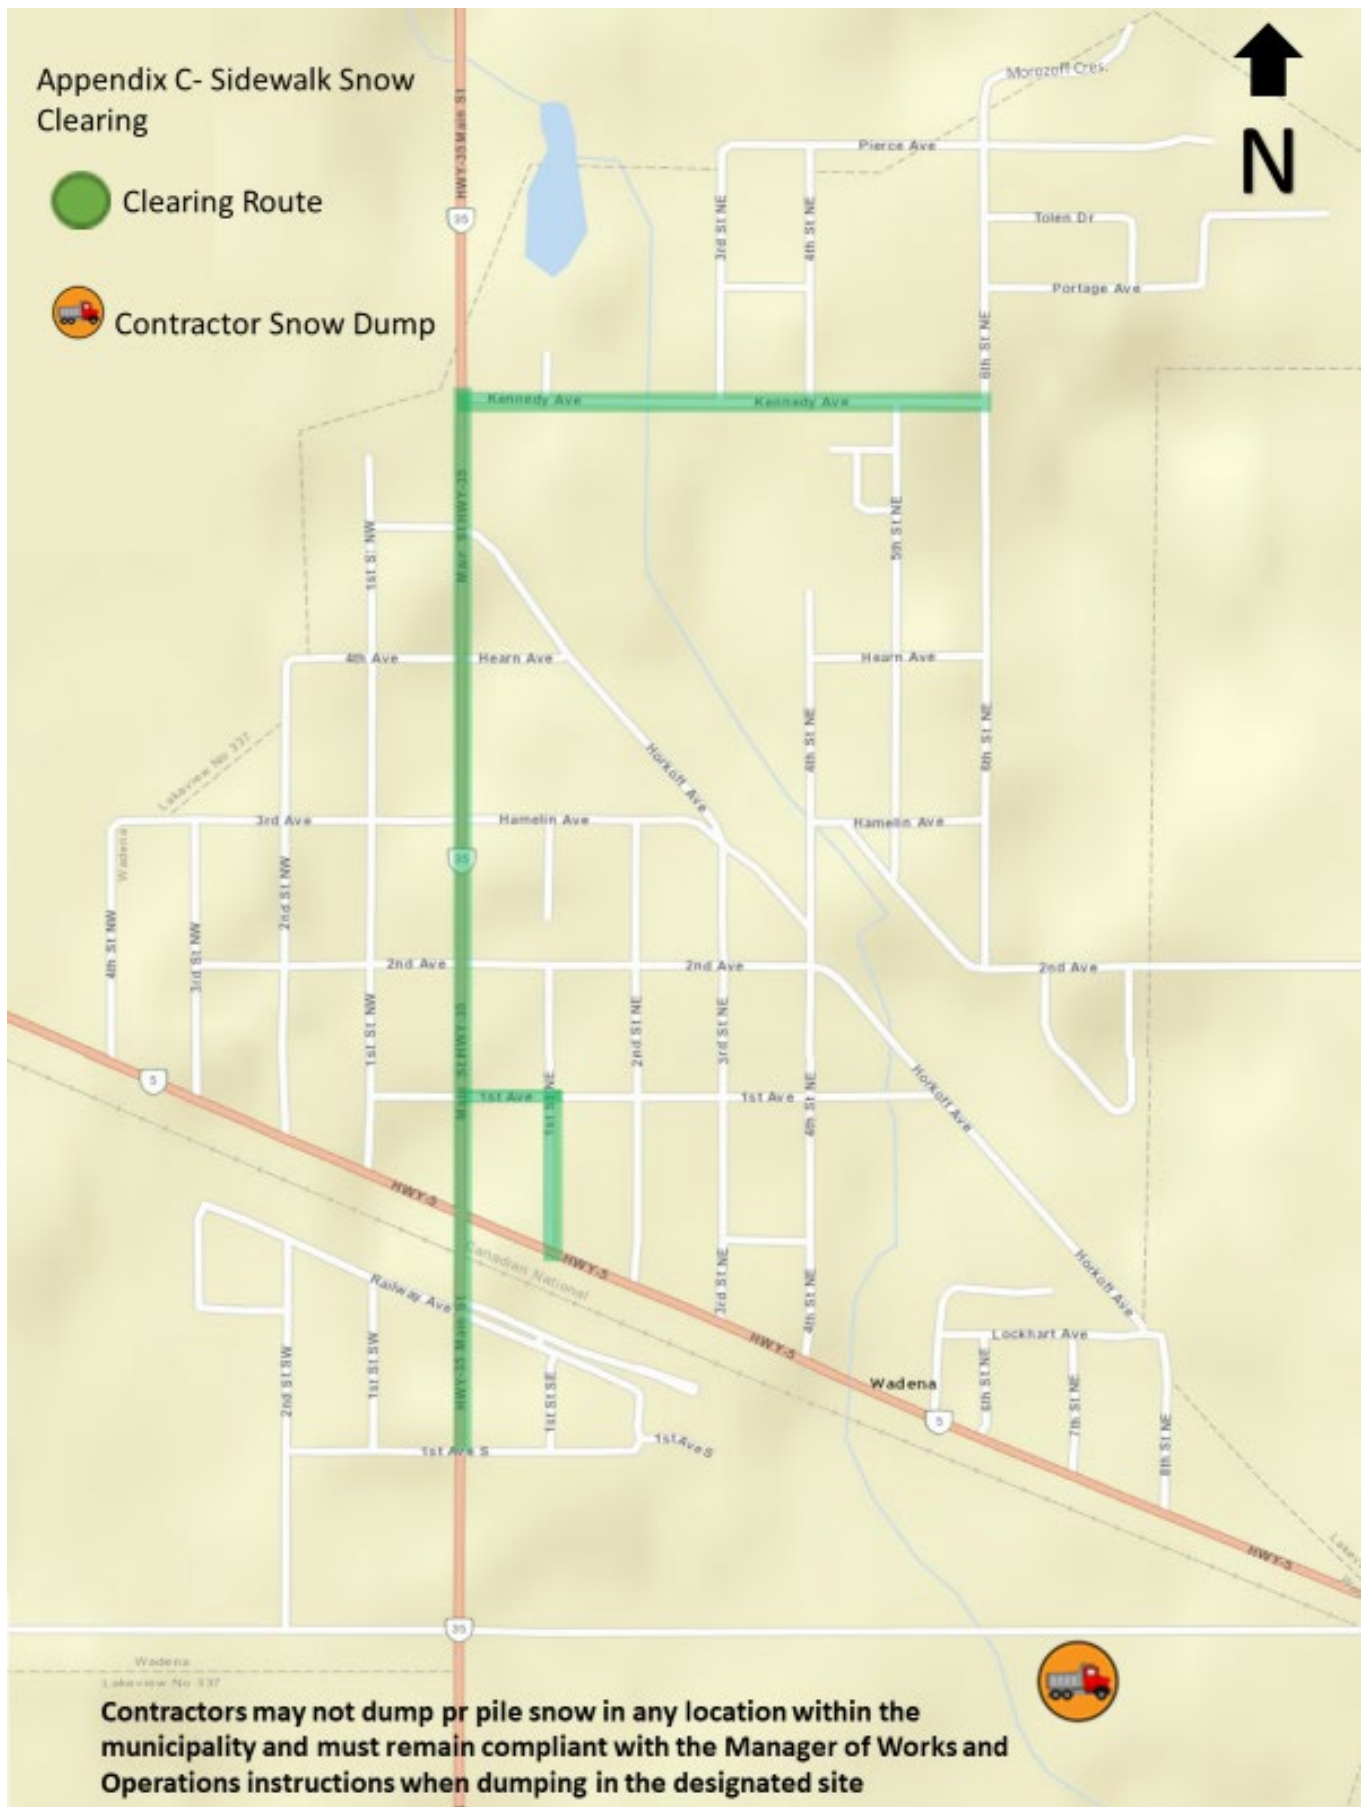 Appendix C- Sidewalk Snow
Clearing
Clearing Route
Contractor Snow Dump
N
HWY-35 Main St
35
Morozoff Cres.
Pierce Ave
3rd St NE
4th St NE
Tolen Dr
Portage Ave
6th St NE
Kennedy Ave
Kennedy Ave
Main St HWY-35
1st St NW
5th St NE
4th Ave
Hearn Ave
Hearn Ave
Lakeview No 337
Wadena
Horkoff Ave
4th St NE
6th St NE
3rd Ave
Hamelin Ave
Hamelin Ave
35
2nd St NW
4th St NW
3rd St NW
2nd Ave
2nd Ave
2nd Ave
1st St NW
Main St HWY-35
2nd St NE
3rd St NE
5
1st Ave
1st St NE
1st Ave
4th St NE
Horkoff Ave
HWY-5
Canadian National
HWY-5
3rd St NE
4th St NE
Horkoff Ave
Railway Ave
HWY-35 Main St
HWY-5
Lockhart Ave
2nd St SW
1st St SW
1st St SE
Wadena
5
6th St NE
7th St NE
8th St NE
1st Ave S
1st Ave S
HWY-5
35
Wadena
Lakeview No 337
Contractors may not dump pr pile snow in any location within the
municipality and must remain compliant with the Manager of Works and
Operations instructions when dumping in the designated site